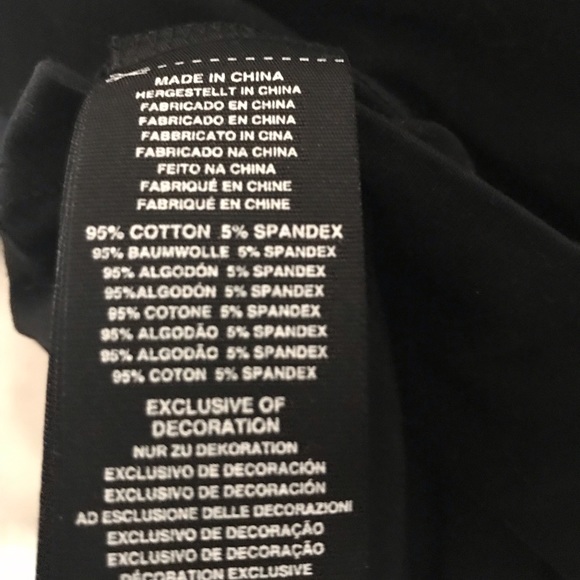 MADE IN CHINA
HERGESTELLT IN CHINA
FABRICADO EN CHINA
FABRICADO EN CHINA
FABBRICATO IN CINA
FABRICADO NA CHINA
FEITO NA CHINA
FABRIQUÉ EN CHINE
FABRIQUÉ EN CHINE
95% COTTON 5% SPANDEX
95% BAUMWOLLE 5% SPANDEX
95% ALGODÓN 5% SPANDEX
95%ALGODÓN 5% SPANDEX
95% COTONE 5% SPANDEX
95% ALGODÃO 5% SPANDEX
95% ALGODÃO 5% SPANDEX
95% COTON 5% SPANDEX
EXCLUSIVE OF
DECORATION
NUR ZU DEKORATION
EXCLUSIVO DE DECORACIÓN
EXCLUSIVO DE DECORACIÓN
AD ESCLUSIONE DELLE DECORAZIONI
EXCLUSIVO DE DECORAÇÃO
EXCLUSIVO DE DECORAÇÃO
DÉCORATION EXCLUSIVE